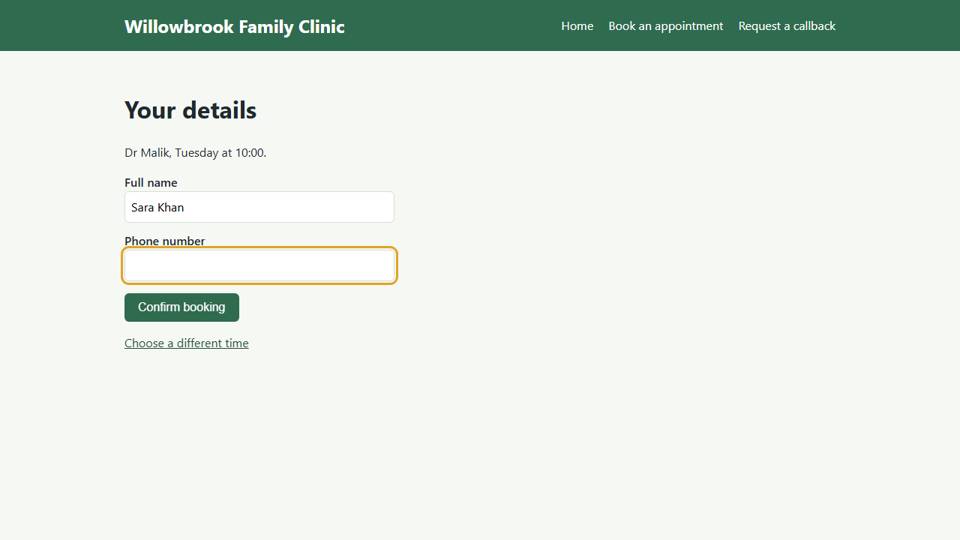 Willowbrook Family Clinic
Home
Book an appointment
Request a callback
Your details
Dr Malik, Tuesday at 10:00.
Full name
Sara Khan
Phone number
Confirm booking
Choose a different time